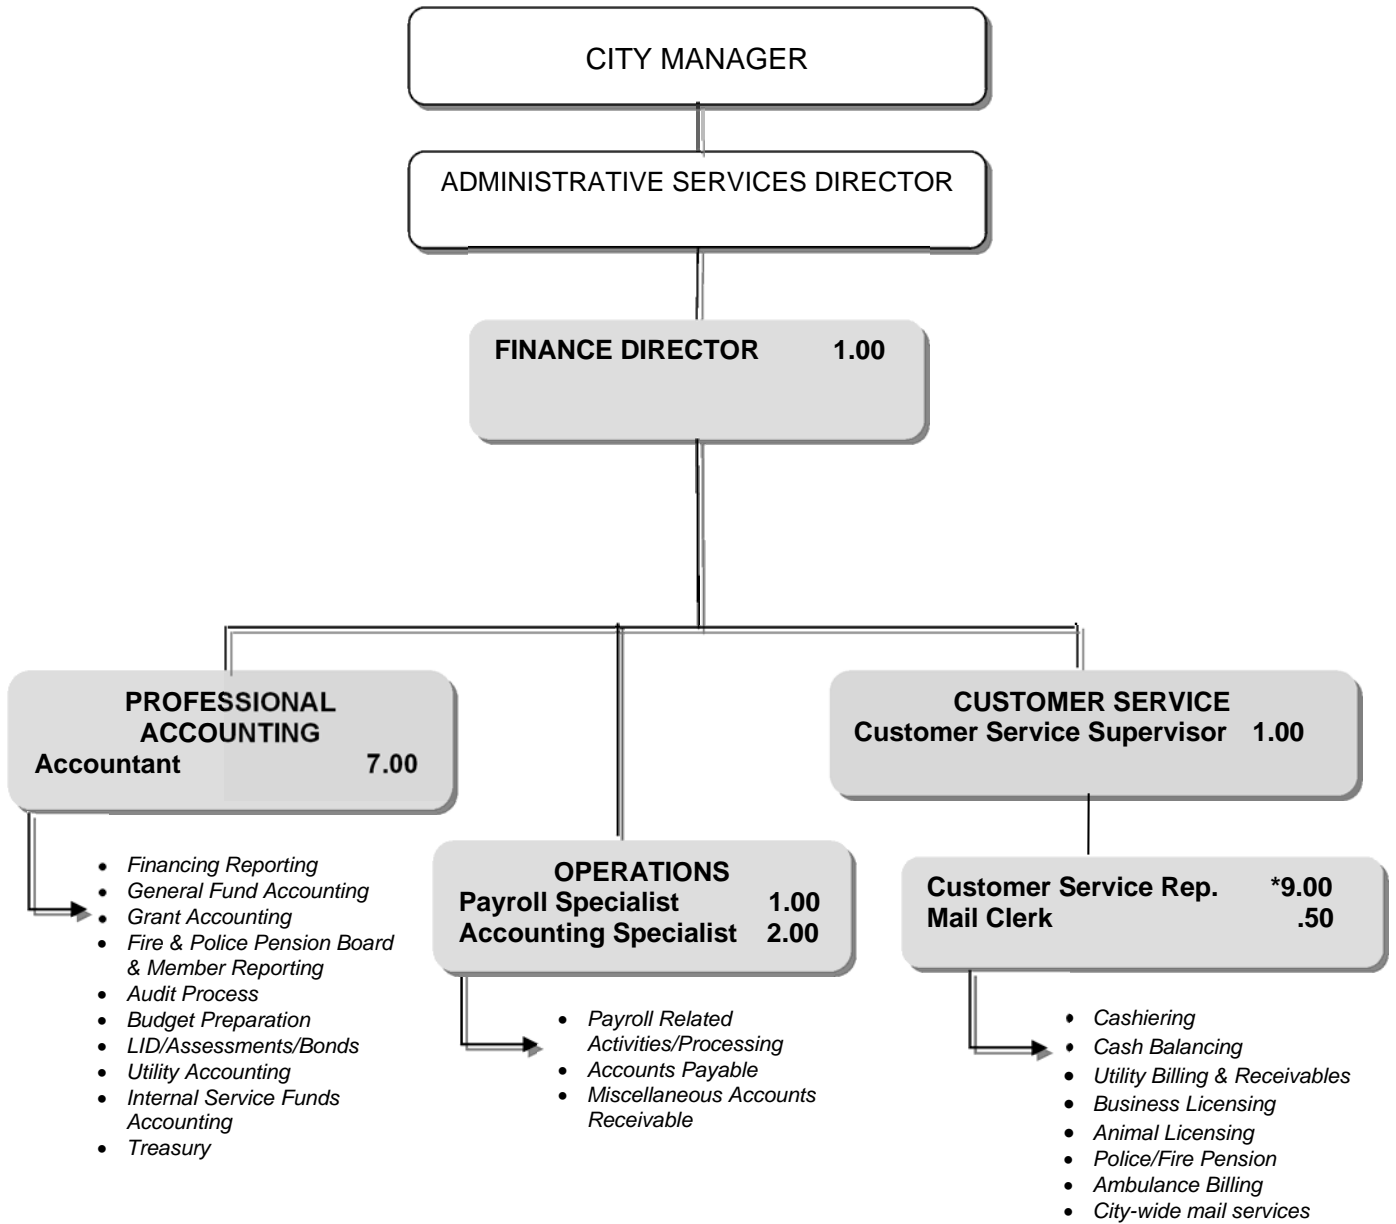 CITY MANAGER
ADMINISTRATIVE SERVICES DIRECTOR
FINANCE DIRECTOR 1.00
PROFESSIONAL
ACCOUNTING
Accountant 7.00
• Financing Reporting
• General Fund Accounting
• Grant Accounting
• Fire & Police Pension Board
& Member Reporting
• Audit Process
• Budget Preparation
• LID/Assessments/Bonds
• Utility Accounting
• Internal Service Funds
Accounting
• Treasury
OPERATIONS
Payroll Specialist 1.00
Accounting Specialist 2.00
• Payroll Related
Activities/Processing
• Accounts Payable
• Miscellaneous Accounts
Receivable
CUSTOMER SERVICE
Customer Service Supervisor 1.00
Customer Service Rep. *9.00
Mail Clerk .50
• Cashiering
• Cash Balancing
• Utility Billing & Receivables
• Business Licensing
• Animal Licensing
• Police/Fire Pension
• Ambulance Billing
• City-wide mail services